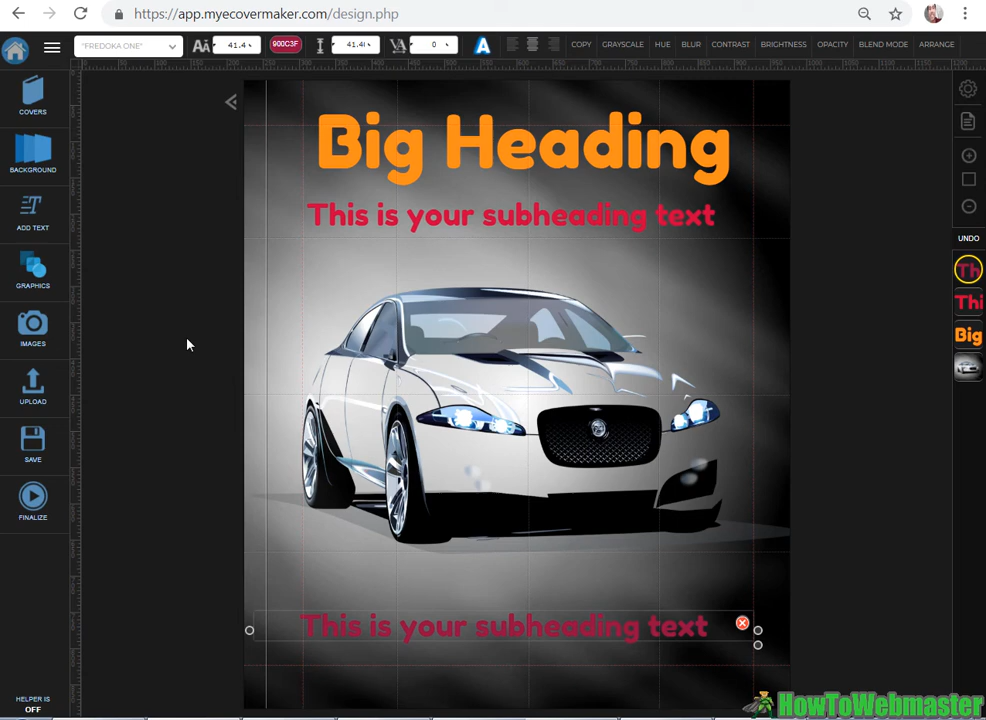 https://app.myecovermaker.com/design.php
"FREDOKA ONE"
41.4
900C3F
41.4
0
COPY
GRAYSCALE
HUE
BLUR
CONTRAST
BRIGHTNESS
OPACITY
BLEND MODE
ARRANGE
COVERS
BACKGROUND
ADD TEXT
GRAPHICS
IMAGES
UPLOAD
SAVE
FINALIZE
HELPER IS
OFF
Big Heading
This is your subheading text
This is your subheading text
UNDO
Th
Thi
Big
HowToWebmaster